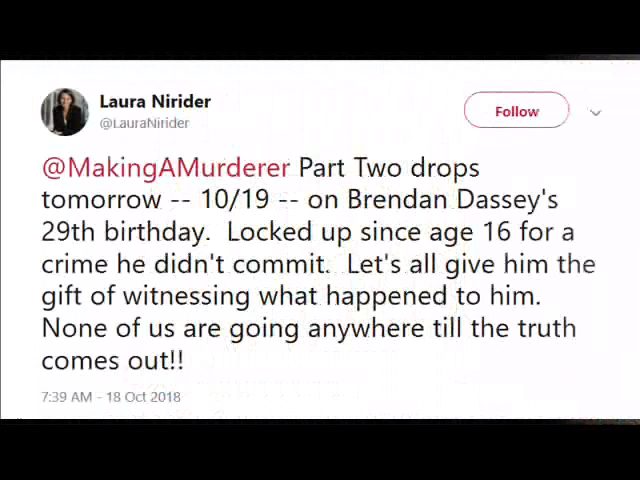 Laura Nirider
@LauraNirider
Follow
@MakingAMurderer Part Two drops
tomorrow -- 10/19 -- on Brendan Dassey's
29th birthday.  Locked up since age 16 for a
crime he didn't commit.  Let's all give him the
gift of witnessing what happened to him.
None of us are going anywhere till the truth
comes out!!
7:39 AM - 18 Oct 2018